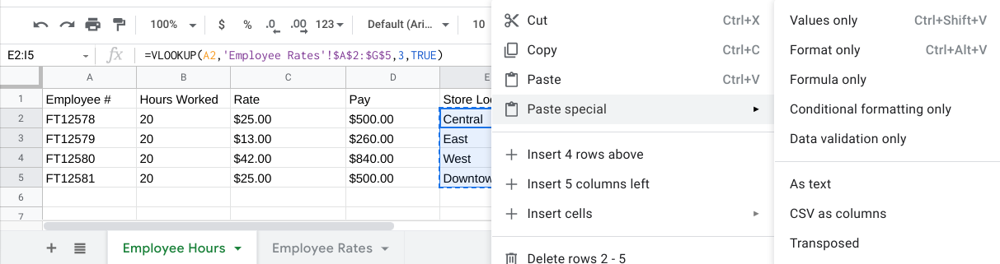 100% $ % .0 .00 123 Default (Ari... 10
E2:I5 fx =VLOOKUP(A2,'Employee Rates'!$A$2:$G$5,3,TRUE)
A B C D E
1 Employee # Hours Worked Rate Pay Store Lo
2 FT12578 20 $25.00 $500.00 Central
3 FT12579 20 $13.00 $260.00 East
4 FT12580 20 $42.00 $840.00 West
5 FT12581 20 $25.00 $500.00 Downtow
6
7
Employee Hours Employee Rates
Cut Ctrl+X
Copy Ctrl+C
Paste Ctrl+V
Paste special
Insert 4 rows above
Insert 5 columns left
Insert cells
Delete rows 2 - 5
Values only Ctrl+Shift+V
Format only Ctrl+Alt+V
Formula only
Conditional formatting only
Data validation only
As text
CSV as columns
Transposed